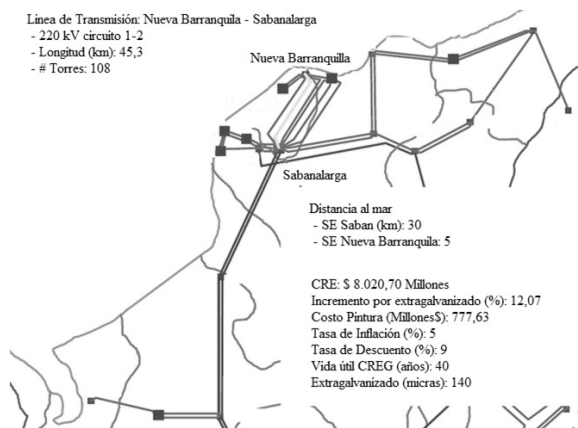 Linea de Transmisión: Nueva Barranquila - Sabanalarga
- 220 kV circuito 1-2
- Longitud (km): 45,3
- # Torres: 108
Nueva Barranquilla
Sabanalarga
Distancia al mar
- SE Saban (km): 30
- SE Nueva Barranquila: 5
CRE: $ 8.020,70 Millones
Incremento por extragalvanizado (%): 12,07
Costo Pintura (Millones$): 777,63
Tasa de Inflación (%): 5
Tasa de Descuento (%): 9
Vida útil CREG (años): 40
Extragalvanizado (micras): 140